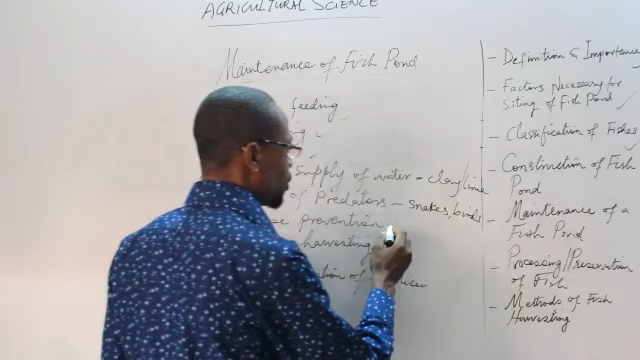 AGRICULTURAL SCIENCE
Maintenance of Fish Pond
feeding
supply of water - clay/lime
of Predators - snakes, birds
prevention
harvesting
- Definition & Importance
- Factors Necessary for
Siting of Fish Pond
- Classification of Fishes
- Construction of Fish
Pond
- Maintenance of a
Fish Pond
- Processing/Preservation
of Fish
- Methods of Fish
Harvesting